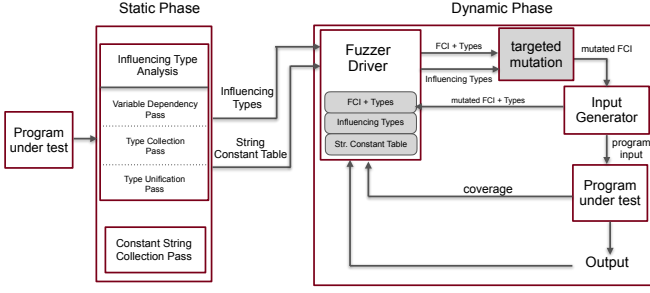 Static Phase
Dynamic Phase
Influencing Type
Analysis
Variable Dependency
Pass
Type Collection
Pass
Type Unification
Pass
Constant String
Collection Pass
Program
under test
Influencing
Types
String
Constant Table
Fuzzer
Driver
FCI + Types
Influencing Types
Str. Constant Table
FCI + Types
Influencing Types
targeted
mutation
mutated FCI
mutated FCI + Types
Input
Generator
program
input
coverage
Program
under test
Output